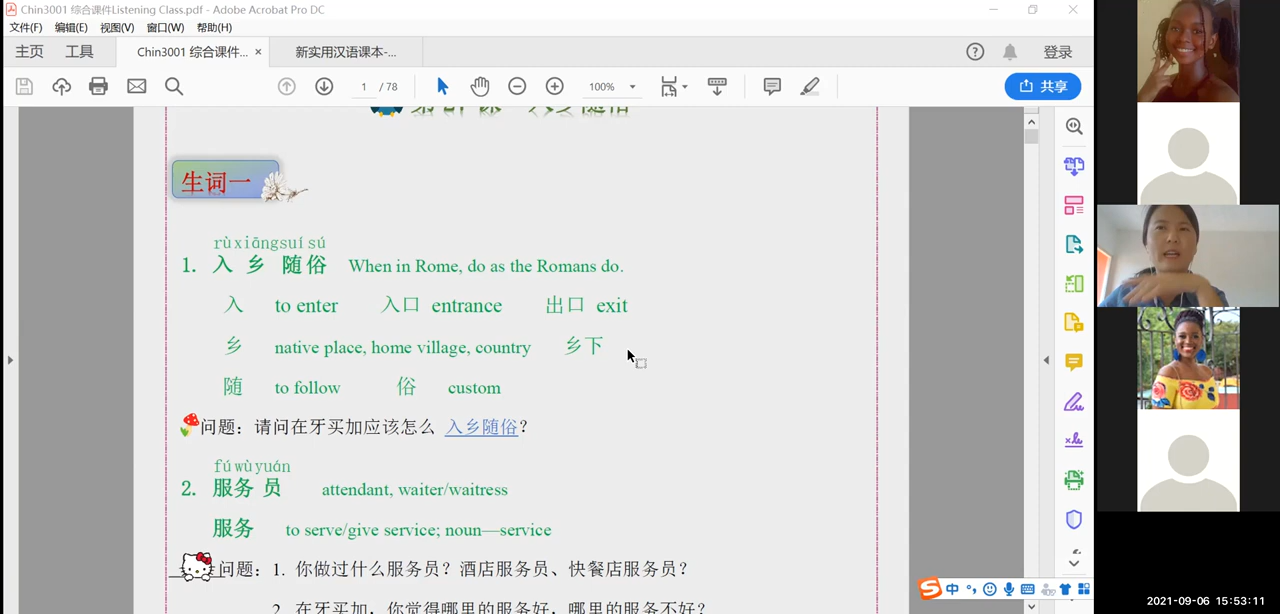 Chin3001 综合课件Listening Class.pdf - Adobe Acrobat Pro DC
文件(F) 编辑(E) 视图(V) 窗口(W) 帮助(H)
主页 工具 Chin3001 综合课件... × 新实用汉语课本-... 登录
1 / 78 100% 共享
生词一
rùxiāngsuísú
1. 入乡随俗 When in Rome, do as the Romans do.
入 to enter 入口 entrance 出口 exit
乡 native place, home village, country 乡下
随 to follow 俗 custom
问题：请问在牙买加应该怎么 入乡随俗？
fúwùyuán
2. 服务员 attendant, waiter/waitress
服务 to serve/give service; noun—service
问题：1. 你做过什么服务员？酒店服务员、快餐店服务员？
2. 在牙买加，你觉得哪里的服务好，哪里的服务不好？
中
2021-09-06 15:53:11